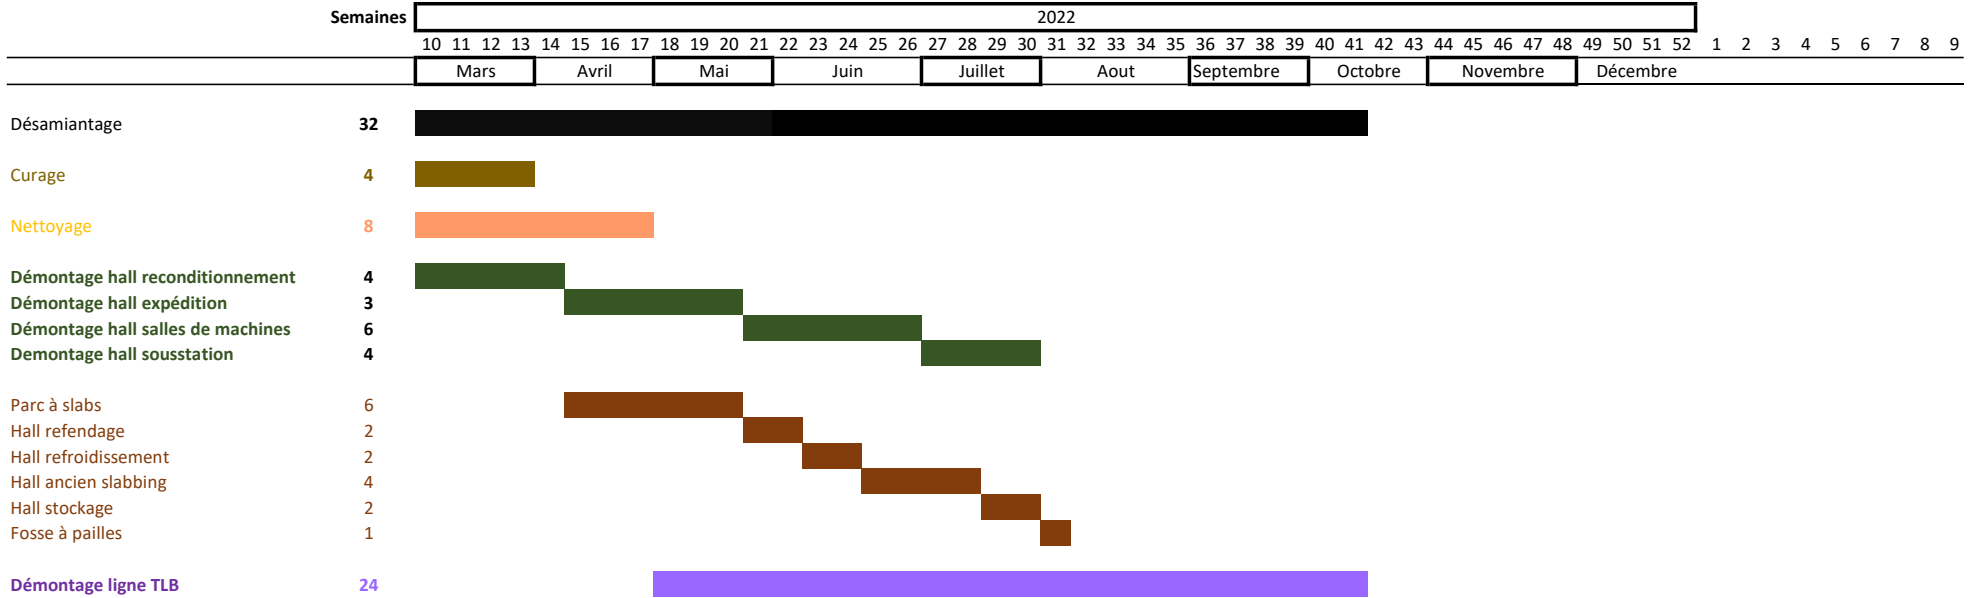 Semaines 2022
10 11 12 13 14 15 16 17 18 19 20 21 22 23 24 25 26 27 28 29 30 31 32 33 34 35 36 37 38 39 40 41 42 43 44 45 46 47 48 49 50 51 52 1 2 3 4 5 6 7 8 9
Mars Avril Mai Juin Juillet Aout Septembre Octobre Novembre Décembre
Désamiantage 32
Curage 4
Nettoyage 8
Démontage hall reconditionnement 4
Démontage hall expédition 3
Démontage hall salles de machines 6
Demontage hall sousstation 4
Parc à slabs 6
Hall refendage 2
Hall refroidissement 2
Hall ancien slabbing 4
Hall stockage 2
Fosse à pailles 1
Démontage ligne TLB 24